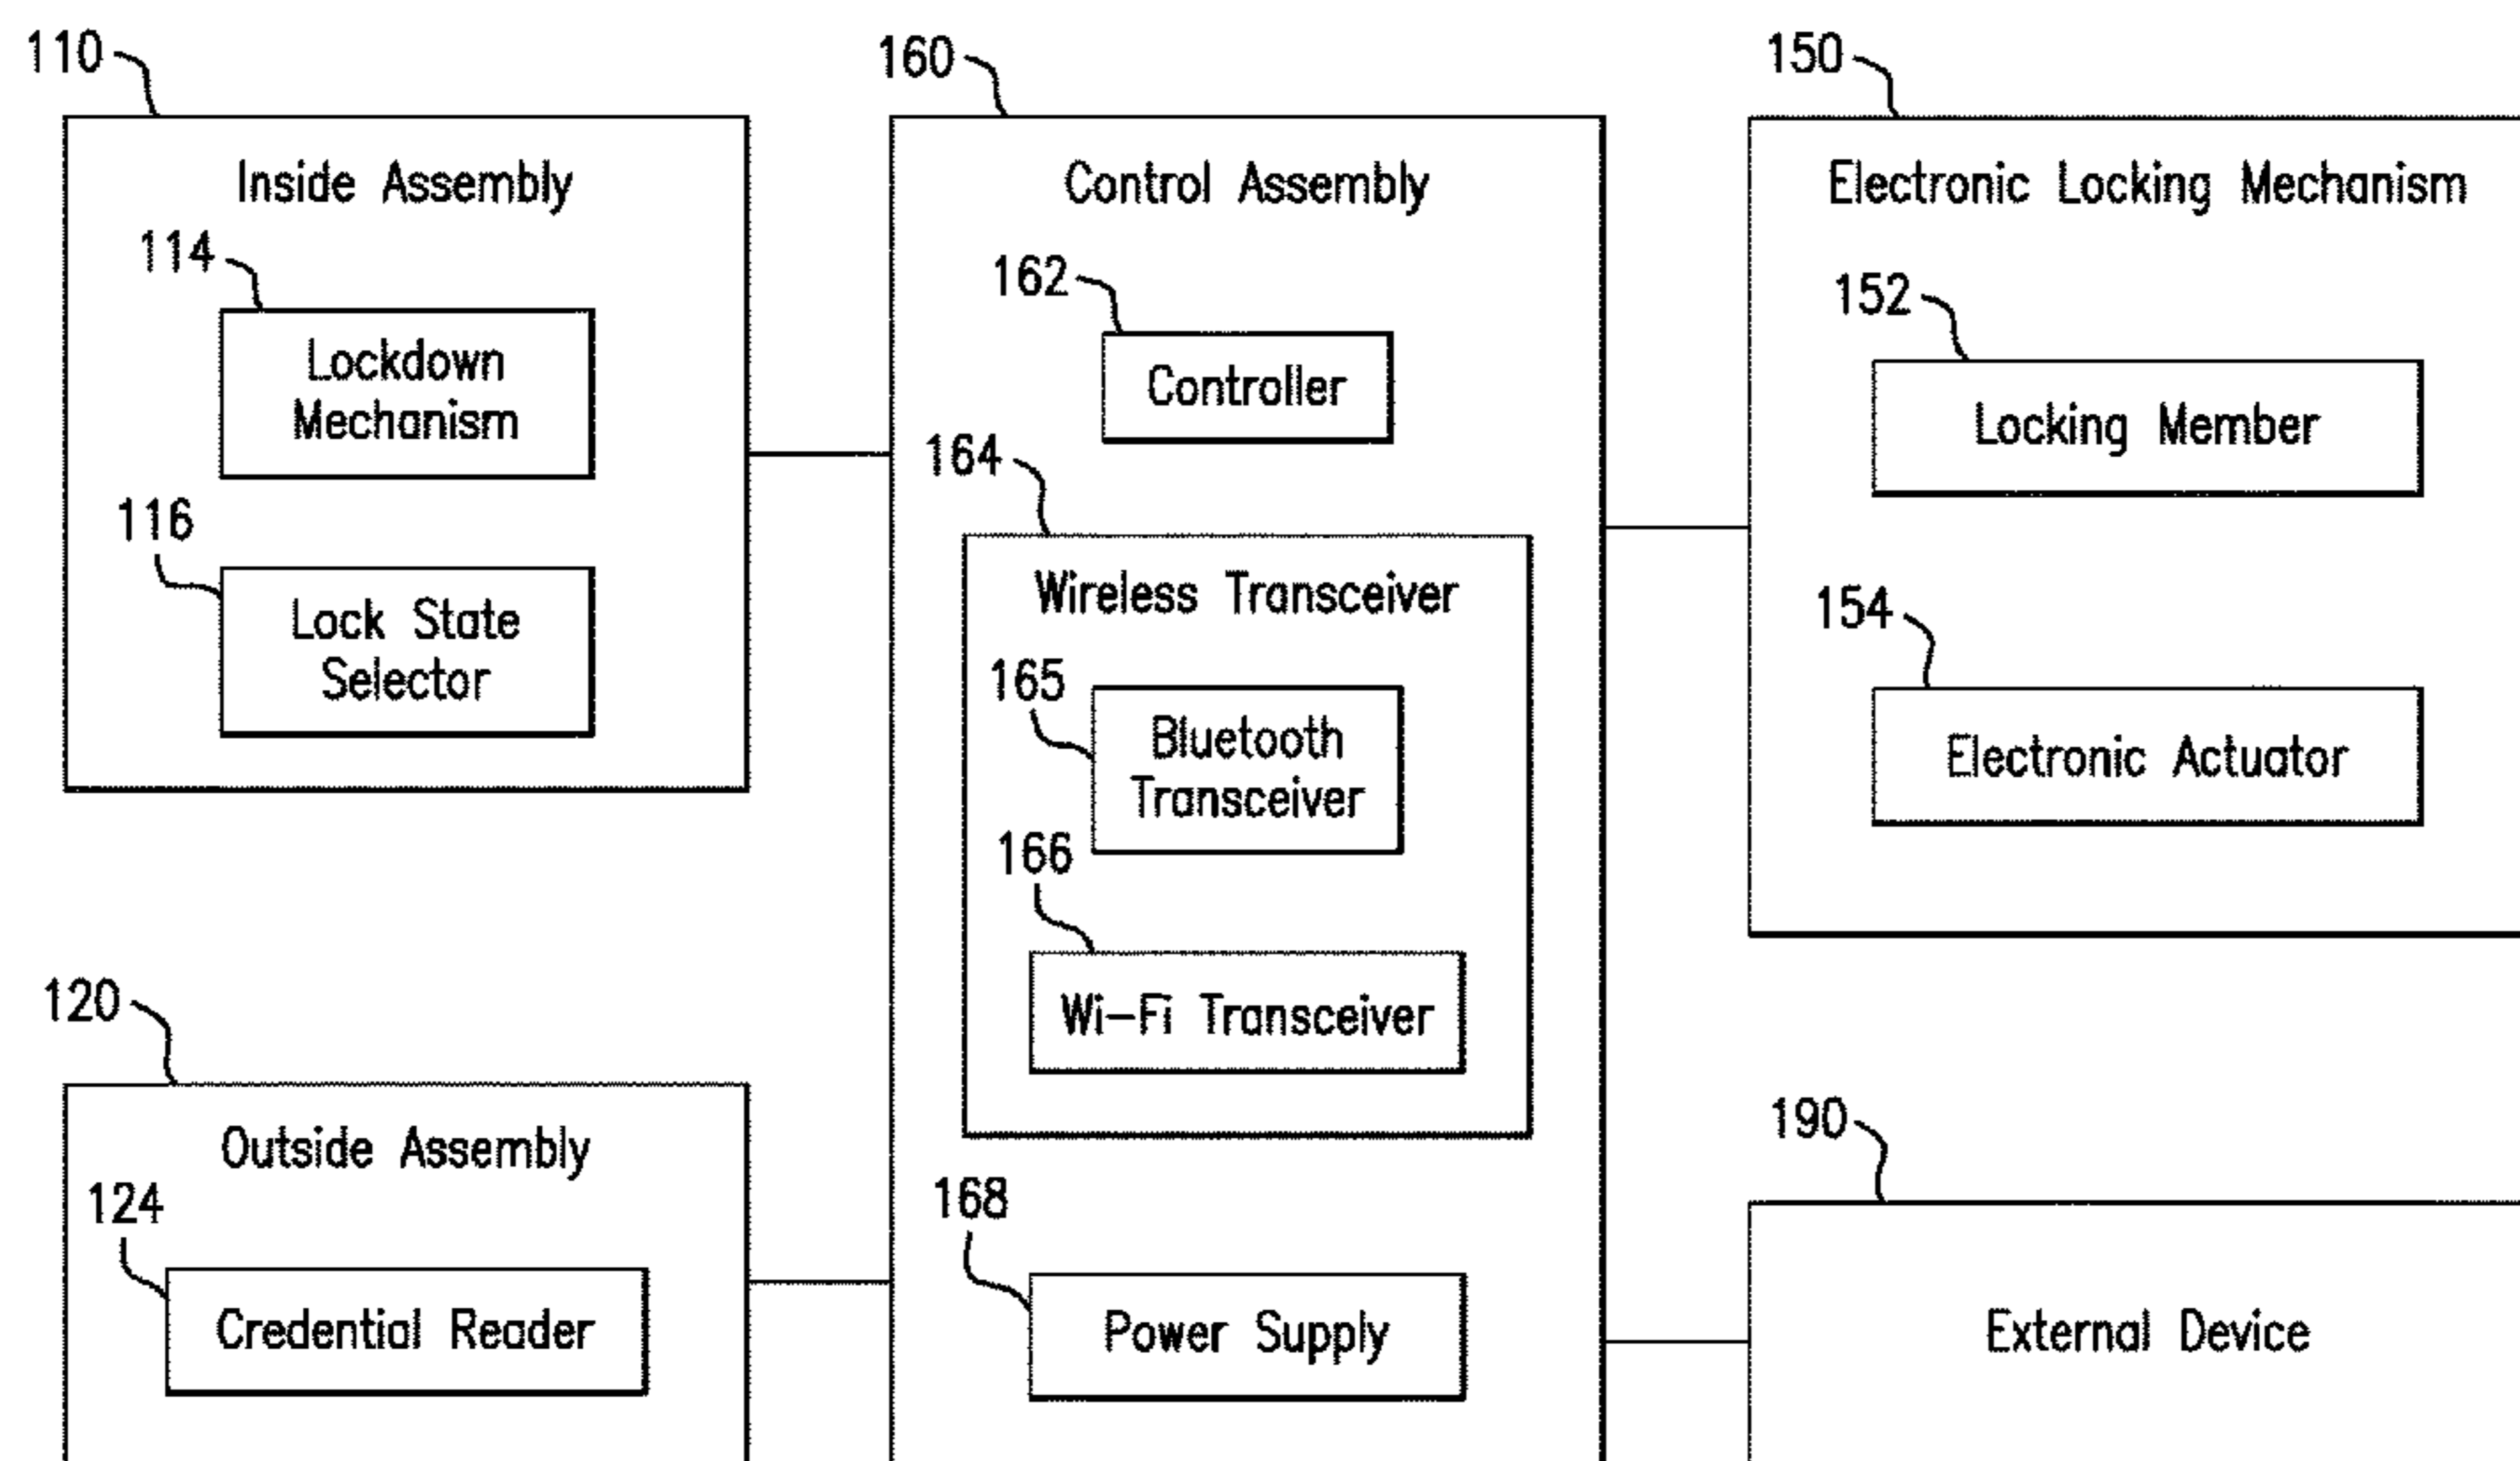 110
Inside Assembly
114
Lockdown
Mechanism
116
Lock State
Selector
120
Outside Assembly
124
Credential Reader
160
Control Assembly
162
Controller
164
Wireless Transceiver
165
Bluetooth
Transceiver
166
Wi-Fi Transceiver
168
Power Supply
150
Electronic Locking Mechanism
152
Locking Member
154
Electronic Actuator
190
External Device